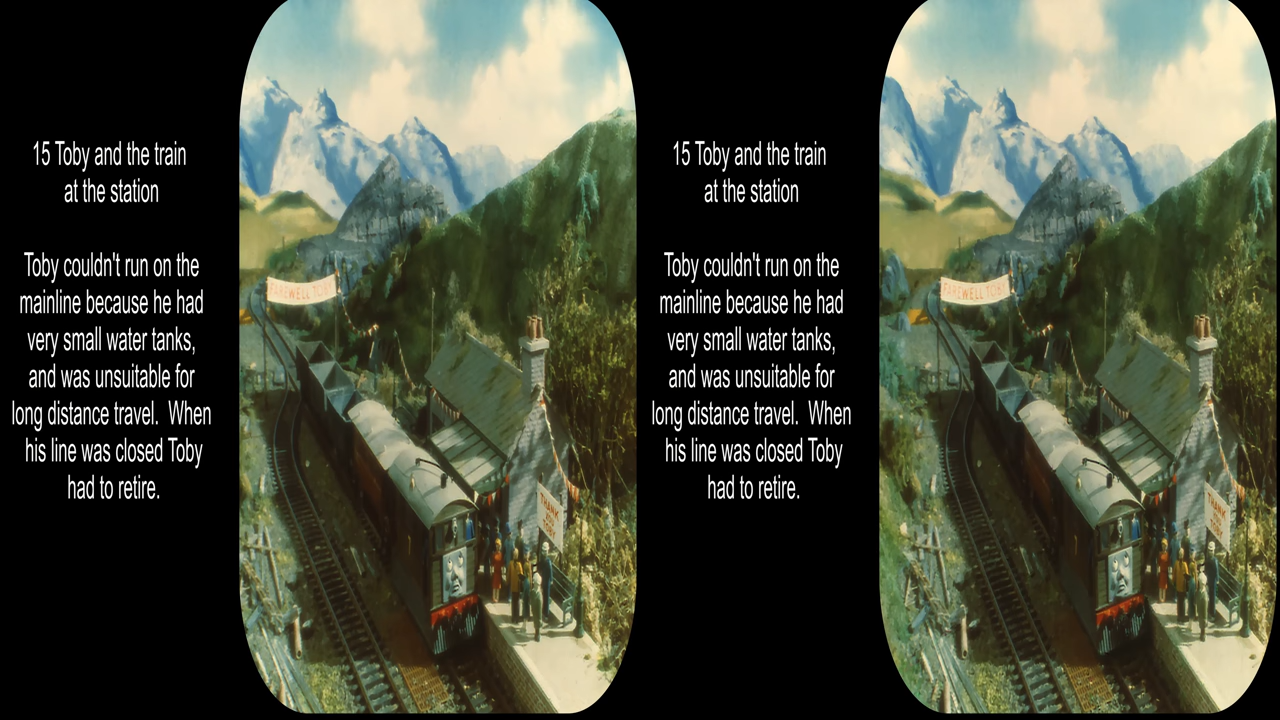 15 Toby and the train
at the station
Toby couldn't run on the
mainline because he had
very small water tanks,
and was unsuitable for
long distance travel.  When
his line was closed Toby
had to retire.
FAREWELL TOBY
THANK
YOU
TOBY
15 Toby and the train
at the station
Toby couldn't run on the
mainline because he had
very small water tanks,
and was unsuitable for
long distance travel.  When
his line was closed Toby
had to retire.
FAREWELL TOBY
THANK
YOU
TOBY